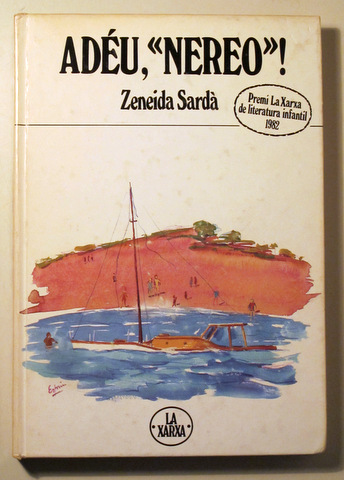 ADÉU, «NEREO»!
Zeneida Sardà
Premi La Xarxa
de literatura infantil
1982
LA
XARXA